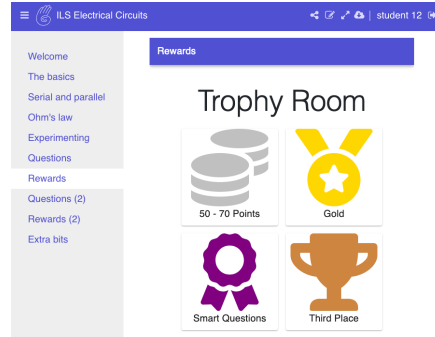 ILS Electrical Circuits
student 12
Welcome
The basics
Serial and parallel
Ohm's law
Experimenting
Questions
Rewards
Questions (2)
Rewards (2)
Extra bits
Rewards
Trophy Room
50 - 70 Points
Gold
Smart Questions
Third Place